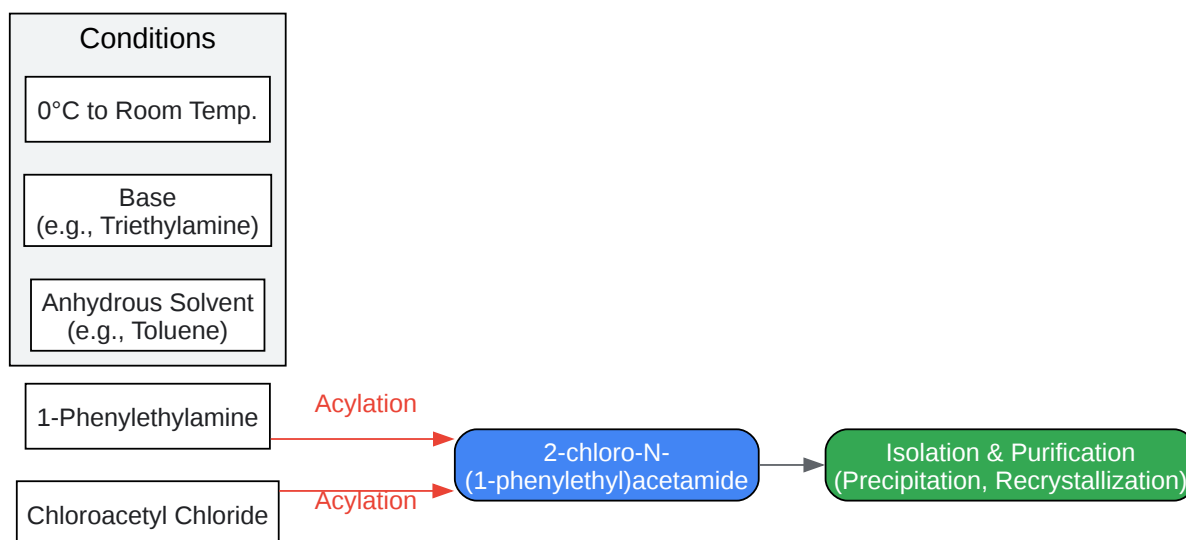 Conditions
0°C to Room Temp.
Base
(e.g., Triethylamine)
Anhydrous Solvent
(e.g., Toluene)
1-Phenylethylamine
Acylation
2-chloro-N-
(1-phenylethyl)acetamide
Isolation & Purification
(Precipitation, Recrystallization)
Chloroacetyl Chloride
Acylation